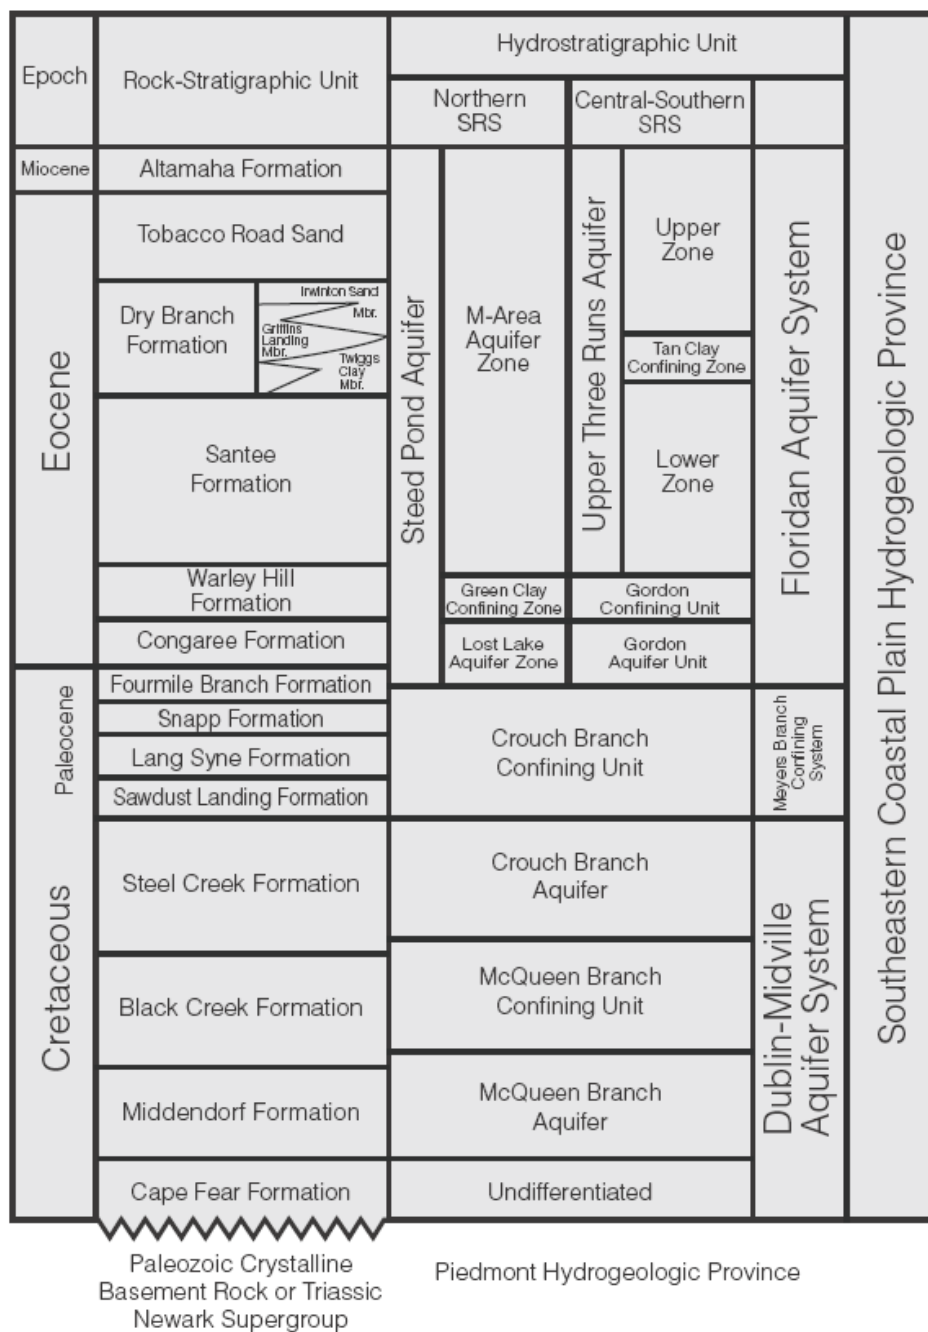 Epoch
Rock-Stratigraphic Unit
Hydrostratigraphic Unit
Northern
SRS
Central-Southern
SRS
Miocene
Eocene
Paleocene
Cretaceous
Altamaha Formation
Tobacco Road Sand
Dry Branch
Formation
Irwinton Sand
Mbr.
Griffins
Landing
Mbr.
Twiggs
Clay
Mbr.
Santee
Formation
Warley Hill
Formation
Congaree Formation
Fourmile Branch Formation
Snapp Formation
Lang Syne Formation
Sawdust Landing Formation
Steel Creek Formation
Black Creek Formation
Middendorf Formation
Cape Fear Formation
Steed Pond Aquifer
M-Area
Aquifer
Zone
Green Clay
Confining Zone
Lost Lake
Aquifer Zone
Upper Three Runs Aquifer
Upper
Zone
Tan Clay
Confining Zone
Lower
Zone
Gordon
Confining Unit
Gordon
Aquifer Unit
Crouch Branch
Confining Unit
Crouch Branch
Aquifer
McQueen Branch
Confining Unit
McQueen Branch
Aquifer
Undifferentiated
Floridan Aquifer System
Meyers Branch
Confining
System
Dublin-Midville
Aquifer System
Southeastern Coastal Plain Hydrogeologic Province
Paleozoic Crystalline
Basement Rock or Triassic
Newark Supergroup
Piedmont Hydrogeologic Province